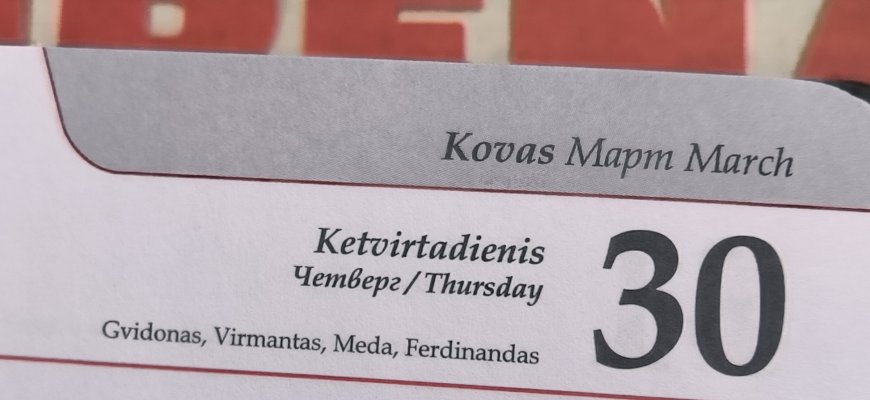 Kovas Март March
Ketvirtadienis
Четверг / Thursday
30
Gvidonas, Virmantas, Meda, Ferdinandas